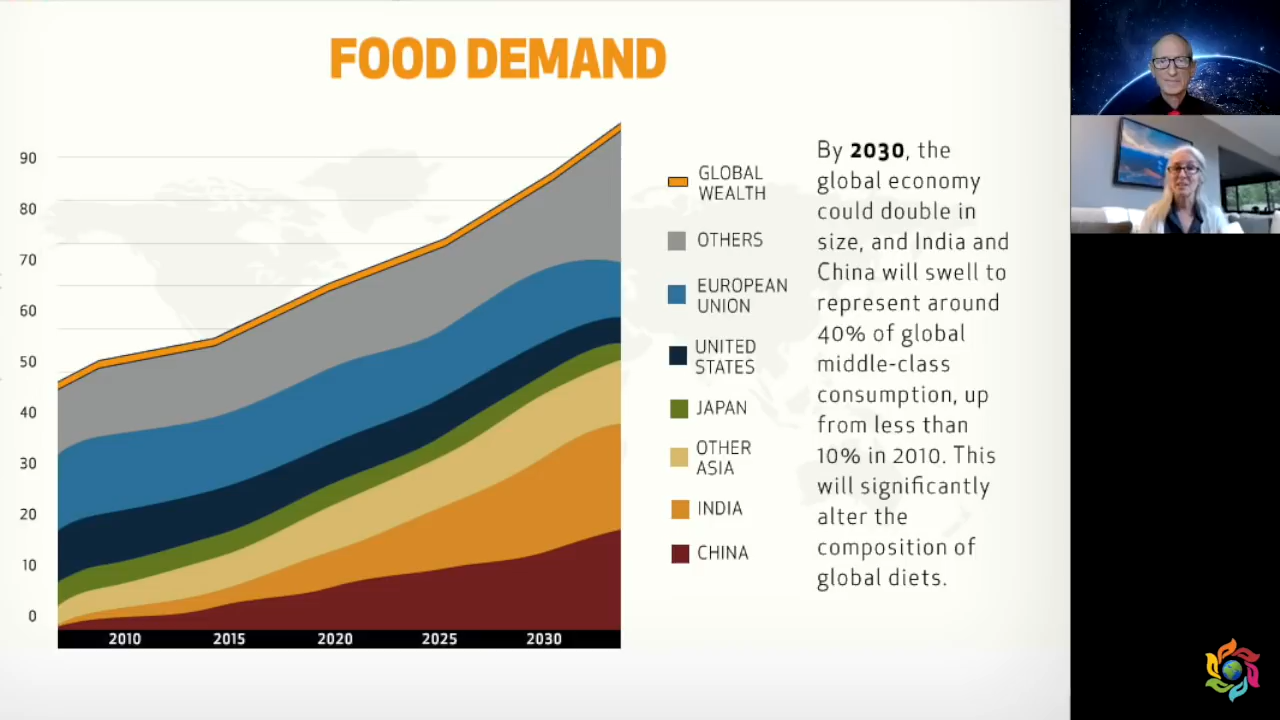 FOOD DEMAND
90
80
70
60
50
40
30
20
10
0
2010 2015 2020 2025 2030
GLOBAL
WEALTH
OTHERS
EUROPEAN
UNION
UNITED
STATES
JAPAN
OTHER
ASIA
INDIA
CHINA
By 2030, the
global economy
could double in
size, and India and
China will swell to
represent around
40% of global
middle-class
consumption, up
from less than
10% in 2010. This
will significantly
alter the
composition of
global diets.